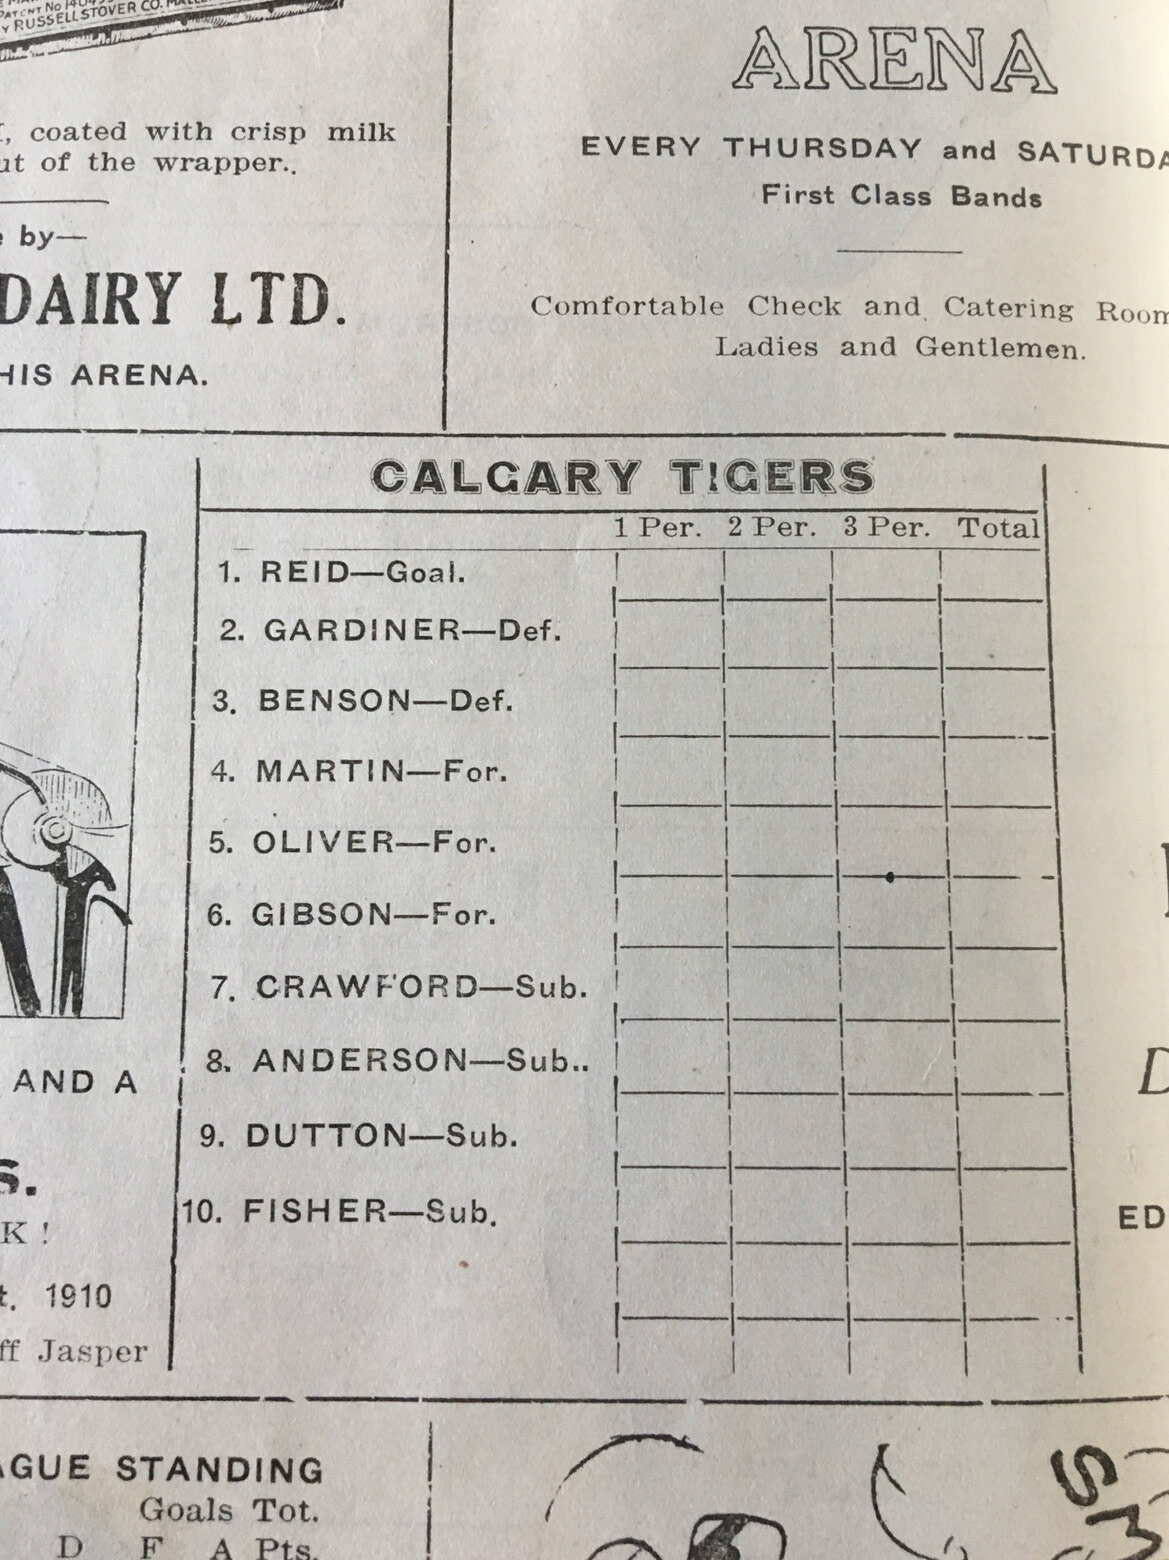 PATENT No
RUSSELL STOVER CO.
coated with crisp milk
of the wrapper..
by—
DAIRY LTD.
ARENA.
ARENA
EVERY THURSDAY and SATURDA
First Class Bands
Comfortable Check and Catering Room
Ladies and Gentlemen.
CALGARY TIGERS
1 Per. 2 Per. 3 Per. Total
1. REID—Goal.
2. GARDINER—Def.
3. BENSON—Def.
4. MARTIN—For.
5. OLIVER—For.
6. GIBSON—For.
7. CRAWFORD—Sub.
8. ANDERSON—Sub..
9. DUTTON—Sub.
10. FISHER—Sub.
AND A
S.
K !
t. 1910
ff Jasper
D
ED
AGUE STANDING
Goals Tot.
D F A Pts.
SM